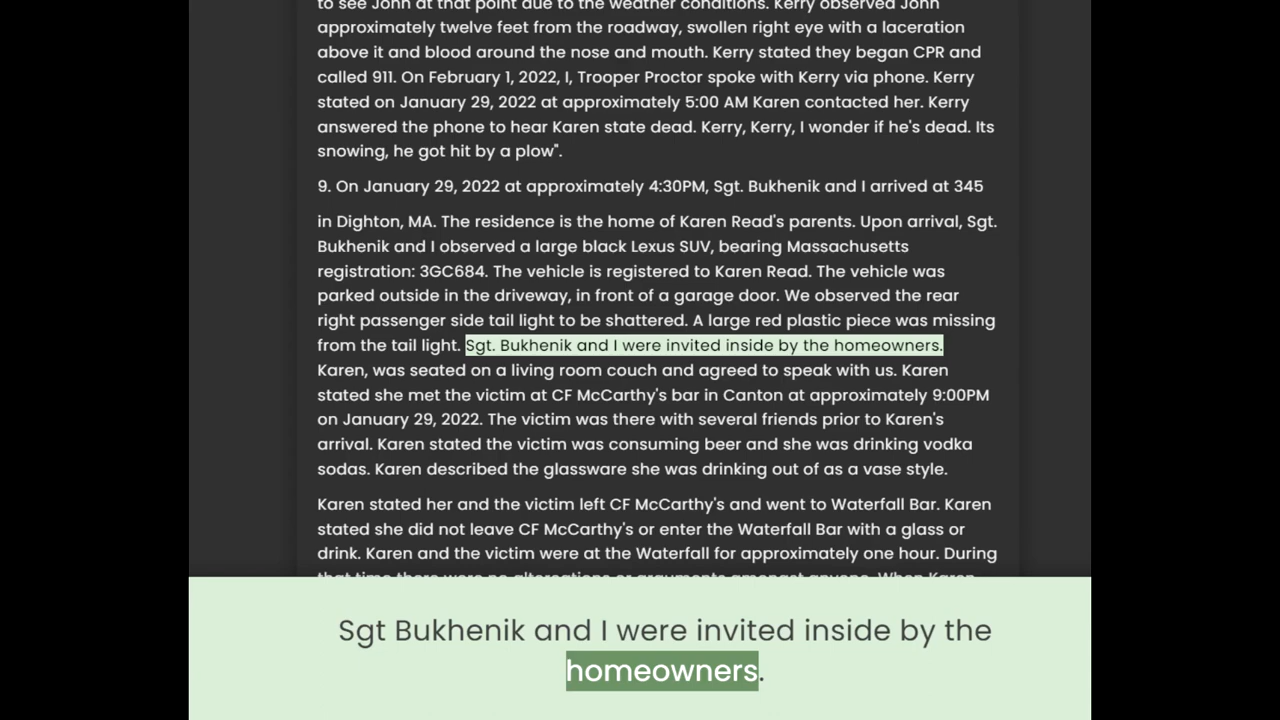 to see John at that point due to the weather conditions. Kerry observed John
approximately twelve feet from the roadway, swollen right eye with a laceration
above it and blood around the nose and mouth. Kerry stated they began CPR and
called 911. On February 1, 2022, I, Trooper Proctor spoke with Kerry via phone. Kerry
stated on January 29, 2022 at approximately 5:00 AM Karen contacted her. Kerry
answered the phone to hear Karen state dead. Kerry, Kerry, I wonder if he's dead. Its
snowing, he got hit by a plow".
9. On January 29, 2022 at approximately 4:30PM, Sgt. Bukhenik and I arrived at 345
in Dighton, MA. The residence is the home of Karen Read's parents. Upon arrival, Sgt.
Bukhenik and I observed a large black Lexus SUV, bearing Massachusetts
registration: 3GC684. The vehicle is registered to Karen Read. The vehicle was
parked outside in the driveway, in front of a garage door. We observed the rear
right passenger side tail light to be shattered. A large red plastic piece was missing
from the tail light. Sgt. Bukhenik and I were invited inside by the homeowners.
Karen, was seated on a living room couch and agreed to speak with us. Karen
stated she met the victim at CF McCarthy's bar in Canton at approximately 9:00PM
on January 29, 2022. The victim was there with several friends prior to Karen's
arrival. Karen stated the victim was consuming beer and she was drinking vodka
sodas. Karen described the glassware she was drinking out of as a vase style.
Karen stated her and the victim left CF McCarthy's and went to Waterfall Bar. Karen
stated she did not leave CF McCarthy's or enter the Waterfall Bar with a glass or
drink. Karen and the victim were at the Waterfall for approximately one hour. During
that time there were no altercations or arguments amongst anyone. When Karen
Sgt Bukhenik and I were invited inside by the
homeowners.